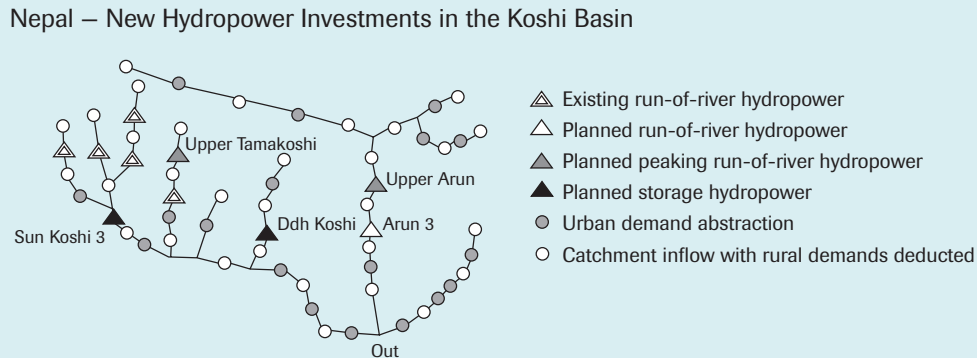 Nepal – New Hydropower Investments in the Koshi Basin
Existing run-of-river hydropower
Planned run-of-river hydropower
Upper Tamakoshi
Planned peaking run-of-river hydropower
Upper Arun
Planned storage hydropower
Ddh Koshi
Arun 3
Urban demand abstraction
Sun Koshi 3
Catchment inflow with rural demands deducted
Out